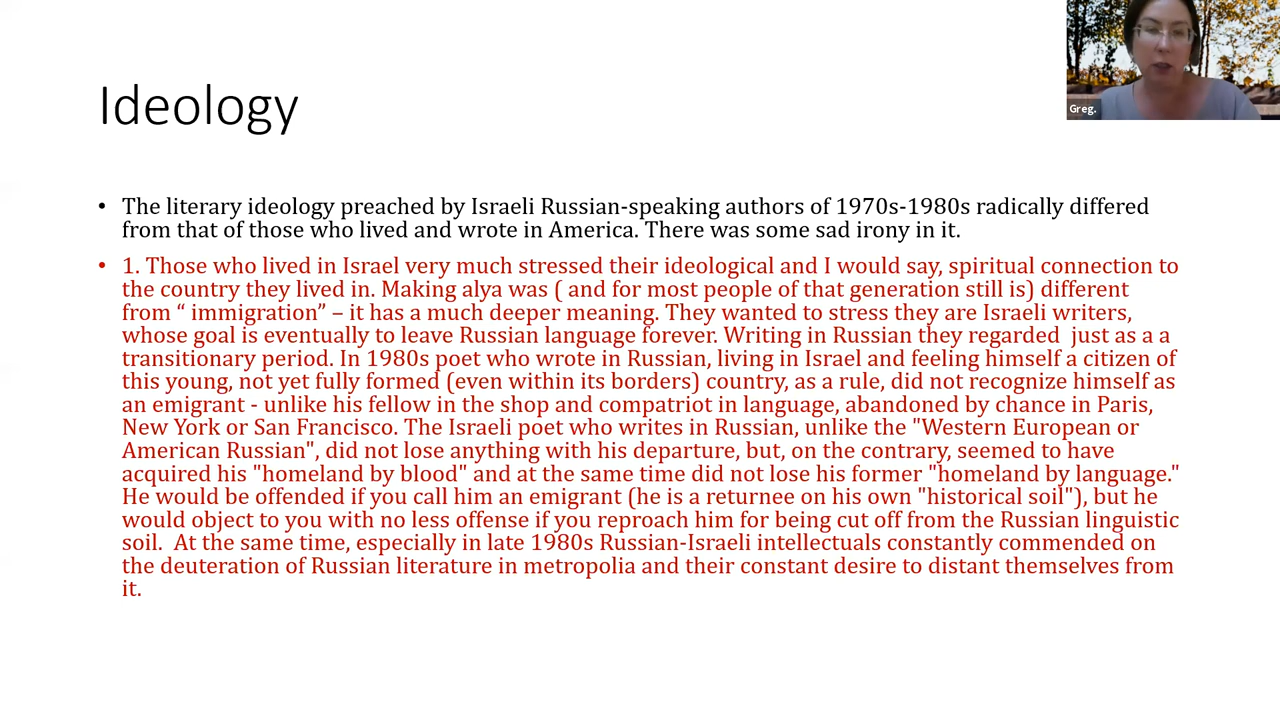 Ideology
Greg.
• The literary ideology preached by Israeli Russian-speaking authors of 1970s-1980s radically differed
from that of those who lived and wrote in America. There was some sad irony in it.
• 1. Those who lived in Israel very much stressed their ideological and I would say, spiritual connection to
the country they lived in. Making alya was ( and for most people of that generation still is) different
from “ immigration” – it has a much deeper meaning. They wanted to stress they are Israeli writers,
whose goal is eventually to leave Russian language forever. Writing in Russian they regarded  just as a a
transitionary period. In 1980s poet who wrote in Russian, living in Israel and feeling himself a citizen of
this young, not yet fully formed (even within its borders) country, as a rule, did not recognize himself as
an emigrant - unlike his fellow in the shop and compatriot in language, abandoned by chance in Paris,
New York or San Francisco. The Israeli poet who writes in Russian, unlike the "Western European or
American Russian", did not lose anything with his departure, but, on the contrary, seemed to have
acquired his "homeland by blood" and at the same time did not lose his former "homeland by language."
He would be offended if you call him an emigrant (he is a returnee on his own "historical soil"), but he
would object to you with no less offense if you reproach him for being cut off from the Russian linguistic
soil.  At the same time, especially in late 1980s Russian-Israeli intellectuals constantly commended on
the deuteration of Russian literature in metropolia and their constant desire to distant themselves from
it.